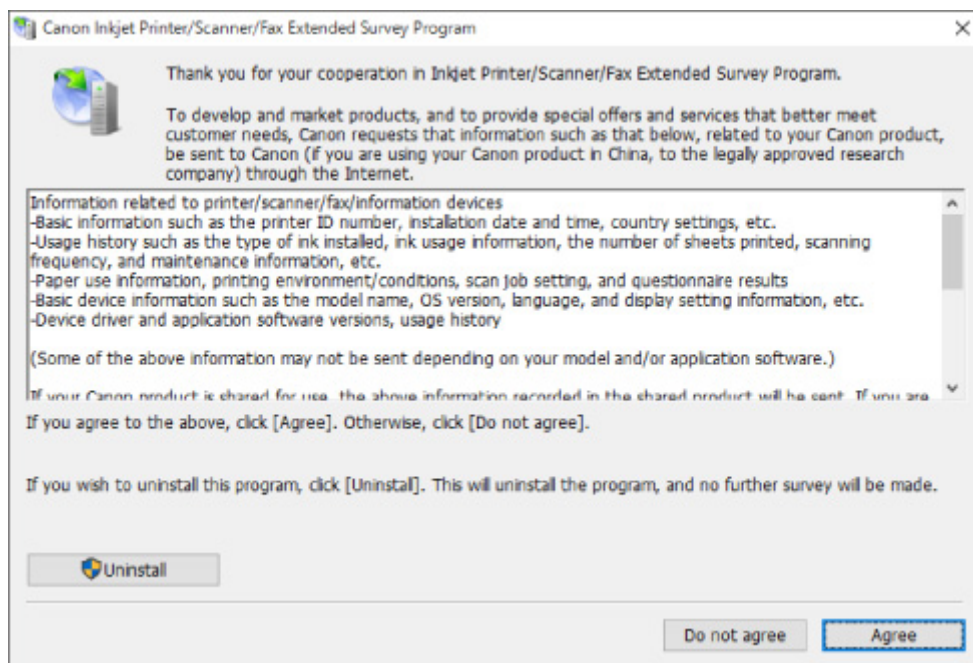 Canon Inkjet Printer/Scanner/Fax Extended Survey Program
Thank you for your cooperation in Inkjet Printer/Scanner/Fax Extended Survey Program.
To develop and market products, and to provide special offers and services that better meet
customer needs, Canon requests that information such as that below, related to your Canon product,
be sent to Canon (if you are using your Canon product in China, to the legally approved research
company) through the Internet.
Information related to printer/scanner/fax/information devices
-Basic information such as the printer ID number, installation date and time, country settings, etc.
-Usage history such as the type of ink installed, ink usage information, the number of sheets printed, scanning
frequency, and maintenance information, etc.
-Paper use information, printing environment/conditions, scan job setting, and questionnaire results
-Basic device information such as the model name, OS version, language, and display setting information, etc.
-Device driver and application software versions, usage history
(Some of the above information may not be sent depending on your model and/or application software.)
If your Canon product is shared for use, the above information recorded in the shared product will be sent. If you are
If you agree to the above, click [Agree]. Otherwise, click [Do not agree].
If you wish to uninstall this program, click [Uninstall]. This will uninstall the program, and no further survey will be made.
Uninstall
Do not agree
Agree